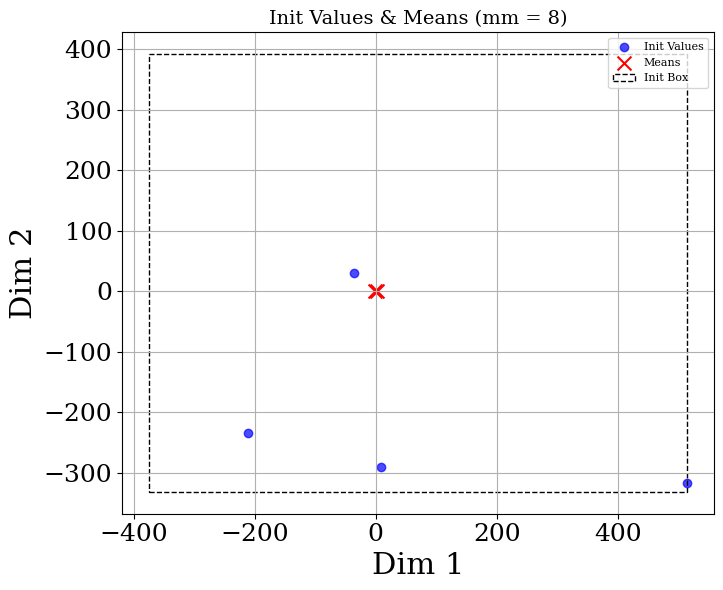 Init Values & Means (mm = 8)
Init Values
Means
Init Box
Dim 2
400
300
200
100
0
−100
−200
−300
−400
−200
0
200
400
Dim 1